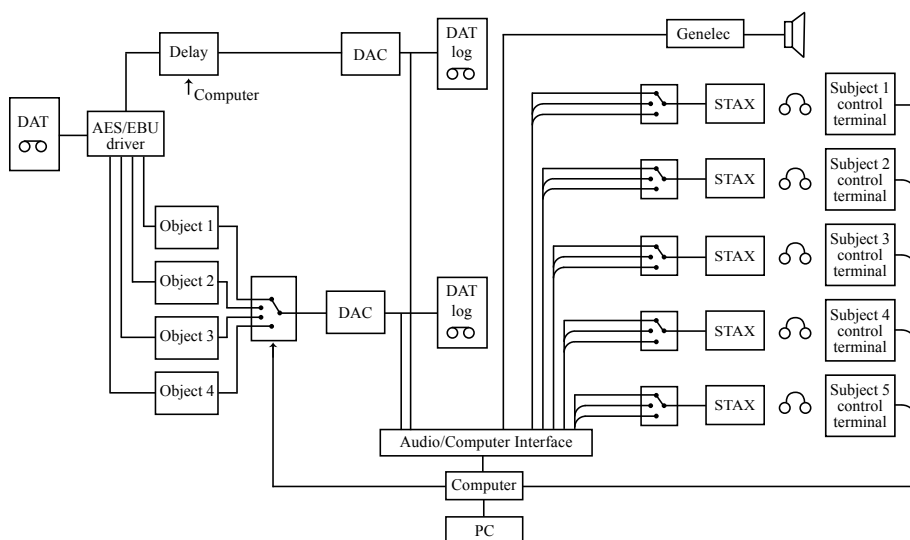 DAT
AES/EBU
driver
Delay
Computer
DAC
DAT
log
Object 1
Object 2
Object 3
Object 4
DAC
DAT
log
Genelec
STAX
Subject 1
control
terminal
STAX
Subject 2
control
terminal
STAX
Subject 3
control
terminal
STAX
Subject 4
control
terminal
STAX
Subject 5
control
terminal
Audio/Computer Interface
Computer
PC